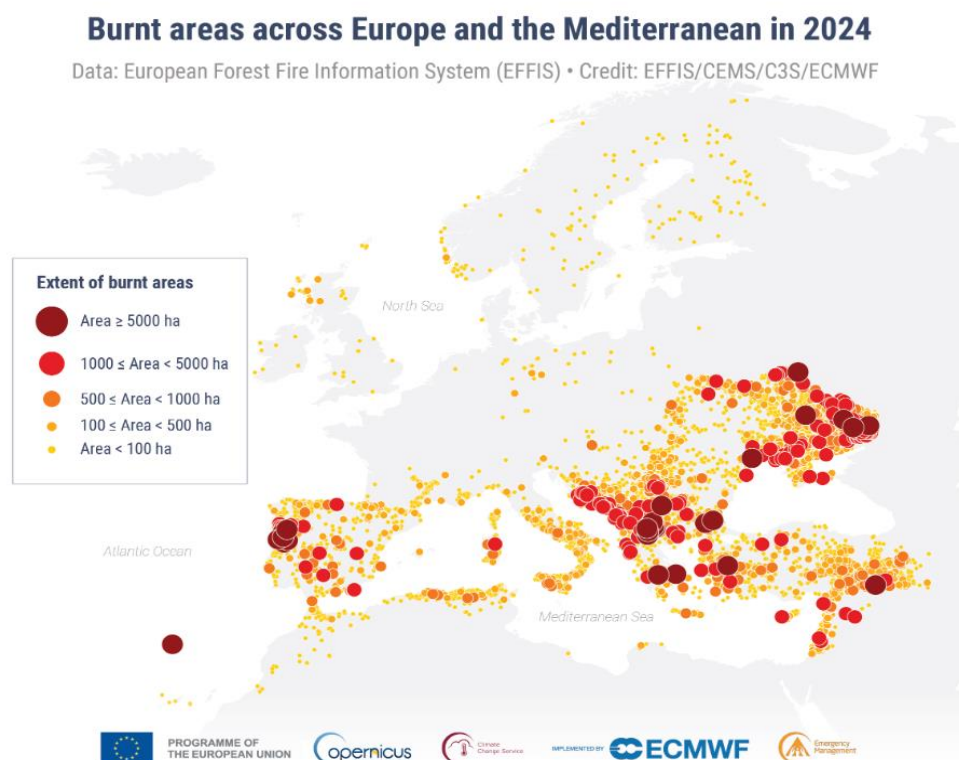 Burnt areas across Europe and the Mediterranean in 2024
Data: European Forest Fire Information System (EFFIS) • Credit: EFFIS/CEMS/C3S/ECMWF
North Sea
Extent of burnt areas
Area ≥ 5000 ha
1000 ≤ Area < 5000 ha
500 ≤ Area < 1000 ha
100 ≤ Area < 500 ha
Area < 100 ha
Atlantic Ocean
Mediterranean Sea
PROGRAMME OF
THE EUROPEAN UNION
opernicus
Climate
Change Service
IMPLEMENTED BY
ECMWF
Emergency
Management